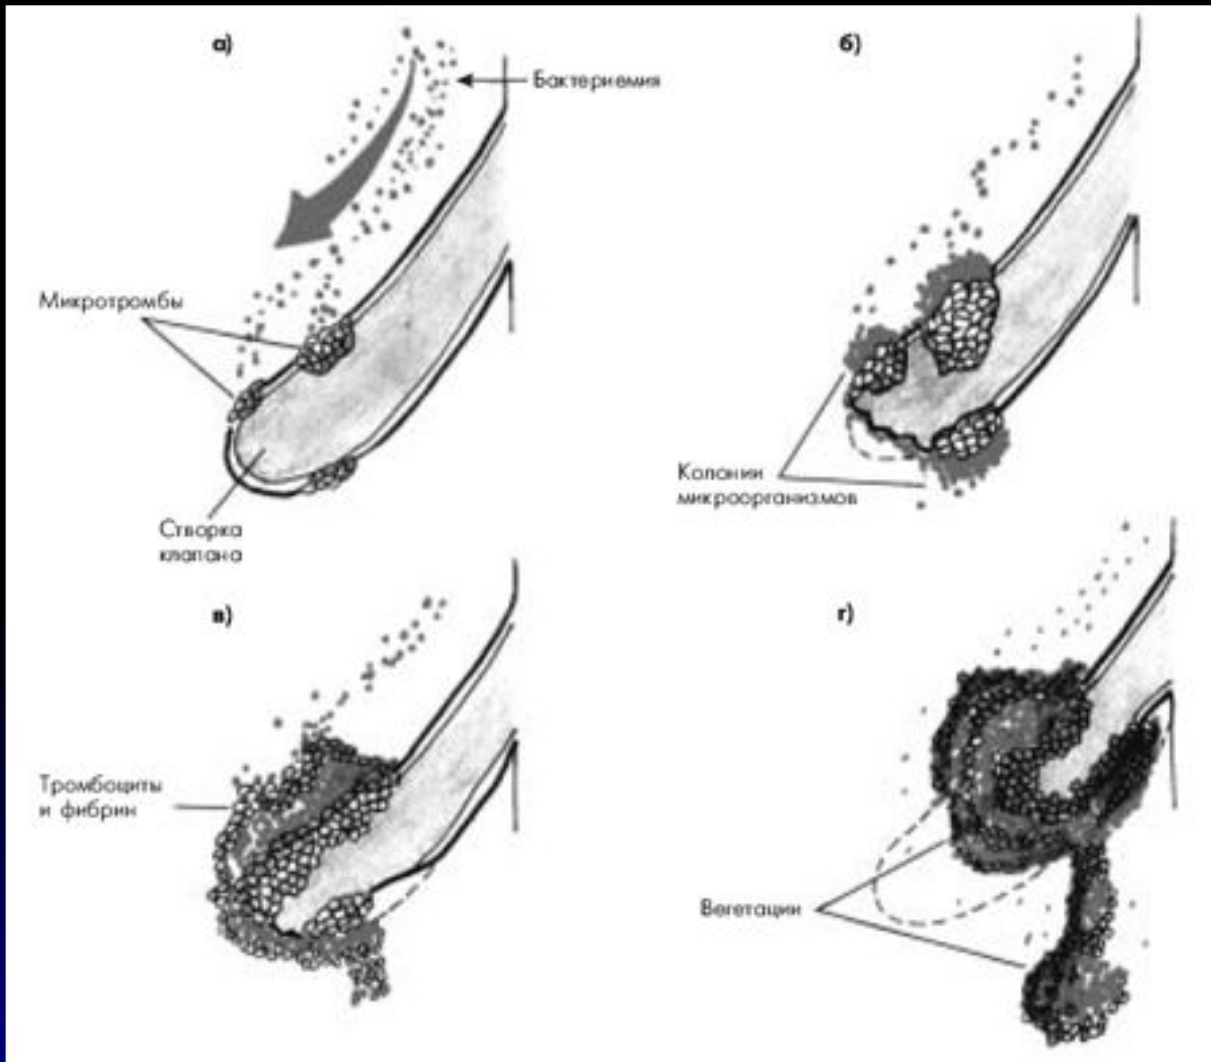 а)
Бактериемия
Микротромбы
Створка
клапана
б)
Колонии
микроорганизмов
в)
Тромбоциты
и фибрин
г)
Вегетации